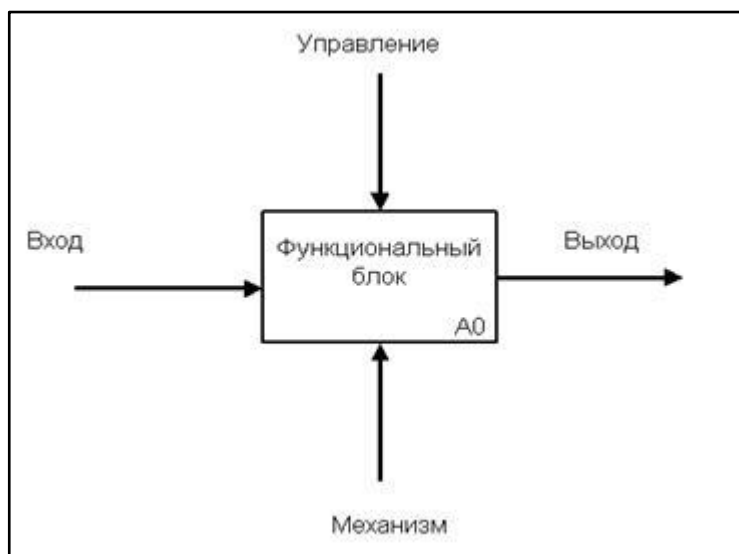 Управление
Вход
Функциональный
блок
Выход
A0
Механизм